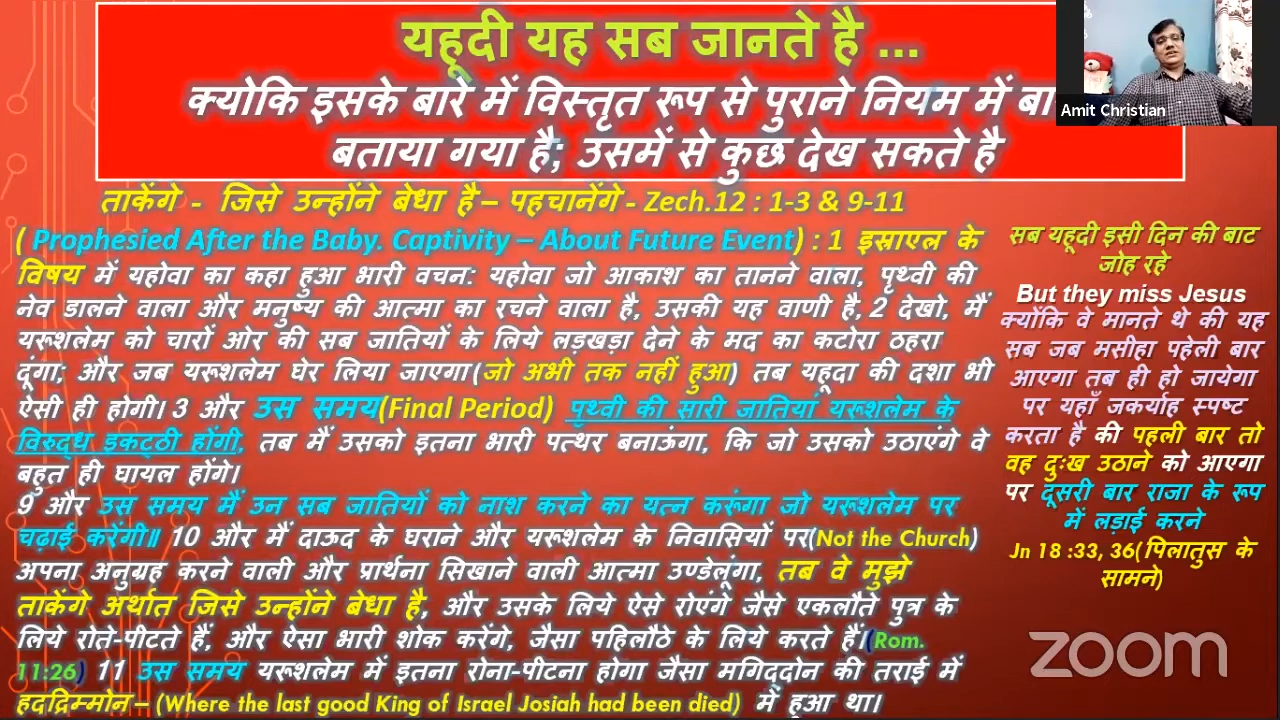 यहूदी यह सब जानते है ...
क्योकि इसके बारे में विस्तृत रूप से पुराने नियम में
बताया गया है; उसमें से कुछ देख सकते है
Amit Christian
ताकेंगे - जिसे उन्होंने बेधा है – पहचानेंगे - Zech.12 : 1-3 & 9-11
( Prophesied After the Baby. Captivity – About Future Event) : 1 इस्राएल के
विषय में यहोवा का कहा हुआ भारी वचन: यहोवा जो आकाश का तानने वाला, पृथ्वी की
नेव डालने वाला और मनुष्य की आत्मा का रचने वाला है, उसकी यह वाणी है, 2 देखो, मैं
यरूशलेम को चारों ओर की सब जातियों के लिये लड़खड़ा देने के मद का कटोरा ठहरा
दूंगा; और जब यरूशलेम घेर लिया जाएगा (जो अभी तक नहीं हुआ) तब यहूदा की दशा भी
ऐसी ही होगी। 3 और उस समय(Final Period) पृथ्वी की सारी जातियां यरूशलेम के
विरुद्ध इकट्ठी होंगी, तब मैं उसको इतना भारी पत्थर बनाऊंगा, कि जो उसको उठाएंगे वे
बहुत ही घायल होंगे।
9 और उस समय मैं उन सब जातियों को नाश करने का यत्न करूंगा जो यरूशलेम पर
चढ़ाई करेंगी॥ 10 और मैं दाऊद के घराने और यरूशलेम के निवासियों पर(Not the Church)
अपना अनुग्रह करने वाली और प्रार्थना सिखाने वाली आत्मा उण्डेलूंगा, तब वे मुझे
ताकेंगे अर्थात जिसे उन्होंने बेधा है, और उसके लिये ऐसे रोएंगे जैसे एकलौते पुत्र के
लिये रोते-पीटते हैं, और ऐसा भारी शोक करेंगे, जैसा पहिलौठे के लिये करते हैं।(Rom.
11:26) 11 उस समय यरूशलेम में इतना रोना-पीटना होगा जैसा मगिद्दोन की तराई में
हदद्रिम्मोन – (Where the last good King of Israel Josiah had been died) में हुआ था।
सब यहूदी इसी दिन की बाट
जोह रहे
But they miss Jesus
क्योंकि वे मानते थे की यह
सब जब मसीहा पहेली बार
आएगा तब ही हो जायेगा
पर यहाँ जकर्याह स्पष्ट
करता है की पहली बार तो
वह दुःख उठाने को आएगा
पर दूसरी बार राजा के रूप
में लड़ाई करने
Jn 18 :33, 36(पिलातुस के
सामने)
zoom